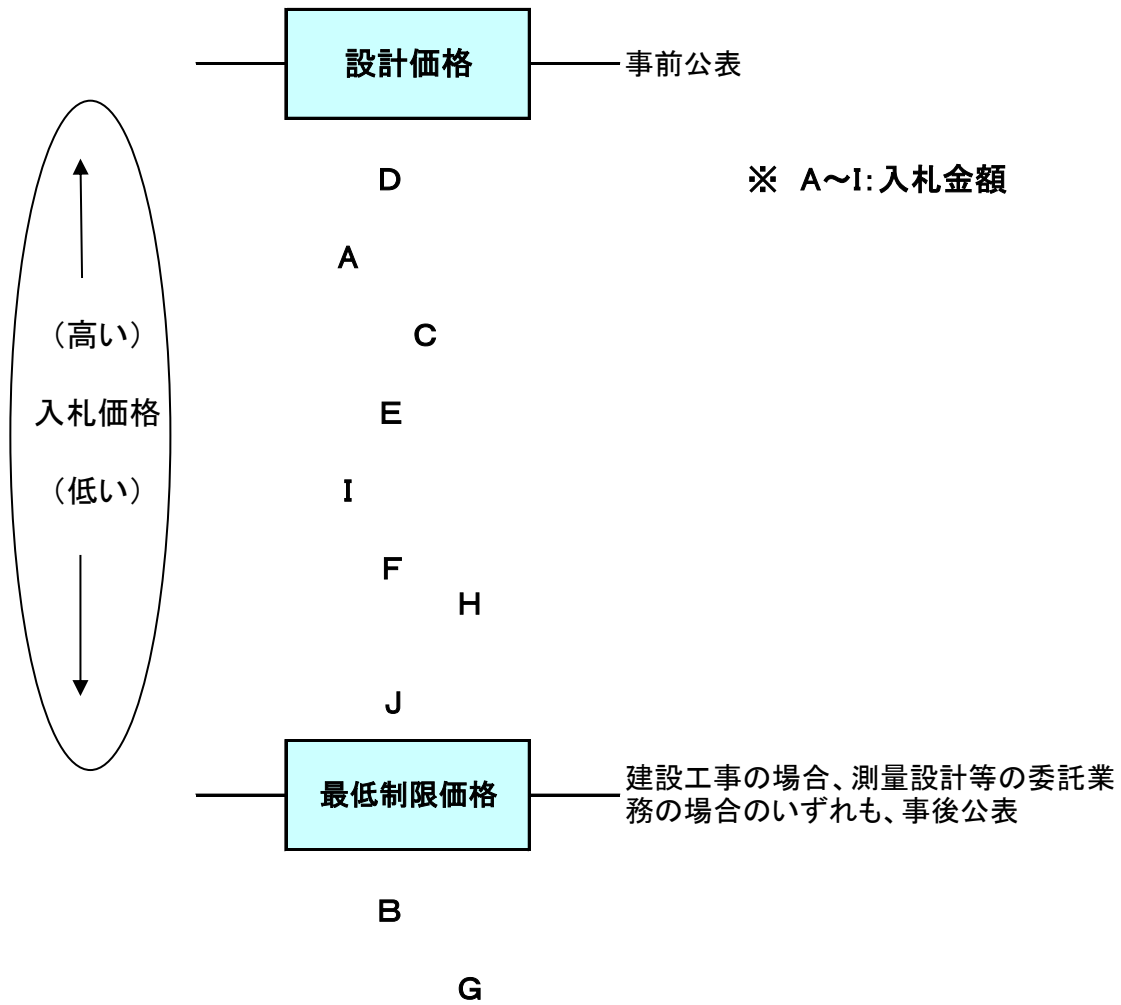 設計価格
事前公表
D
※ A~I:入札金額
A
(高い)
C
入札価格
E
(低い)
I
F
H
J
最低制限価格
建設工事の場合、測量設計等の委託業
務の場合のいずれも、事後公表
B
G